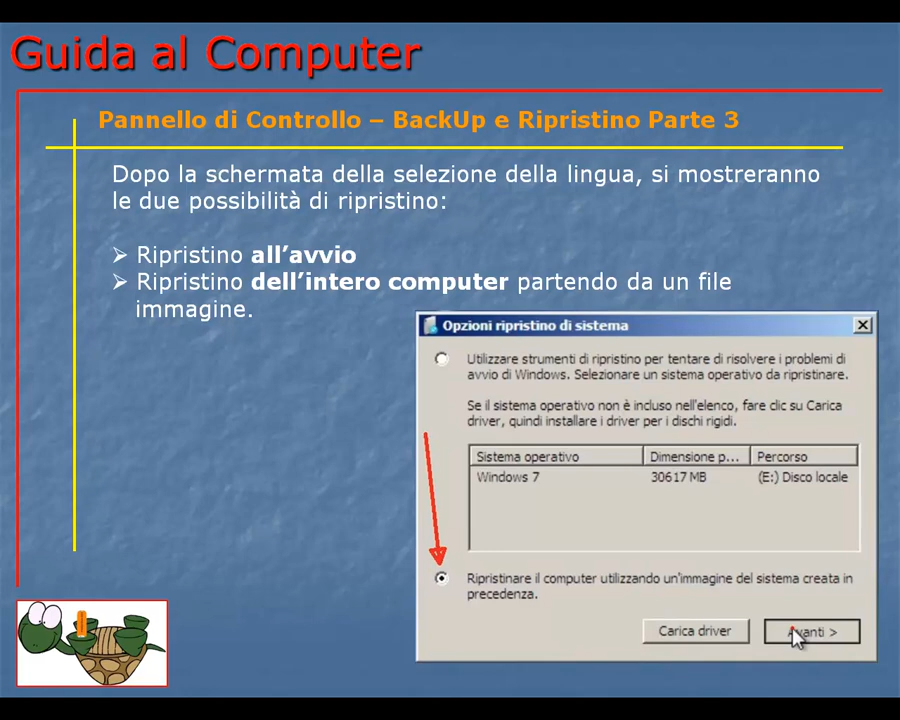 Guida al Computer
Pannello di Controllo – BackUp e Ripristino Parte 3
Dopo la schermata della selezione della lingua, si mostreranno
le due possibilità di ripristino:
Ripristino all’avvio
Ripristino dell’intero computer partendo da un file
immagine.
Opzioni ripristino di sistema
Utilizzare strumenti di ripristino per tentare di risolvere i problemi di
avvio di Windows. Selezionare un sistema operativo da ripristinare.
Se il sistema operativo non è incluso nell'elenco, fare clic su Carica
driver, quindi installare i driver per i dischi rigidi.
Sistema operativo Dimensione p... Percorso
Windows 7 30617 MB (E:) Disco locale
Ripristinare il computer utilizzando un'immagine del sistema creata in
precedenza.
Carica driver Avanti >